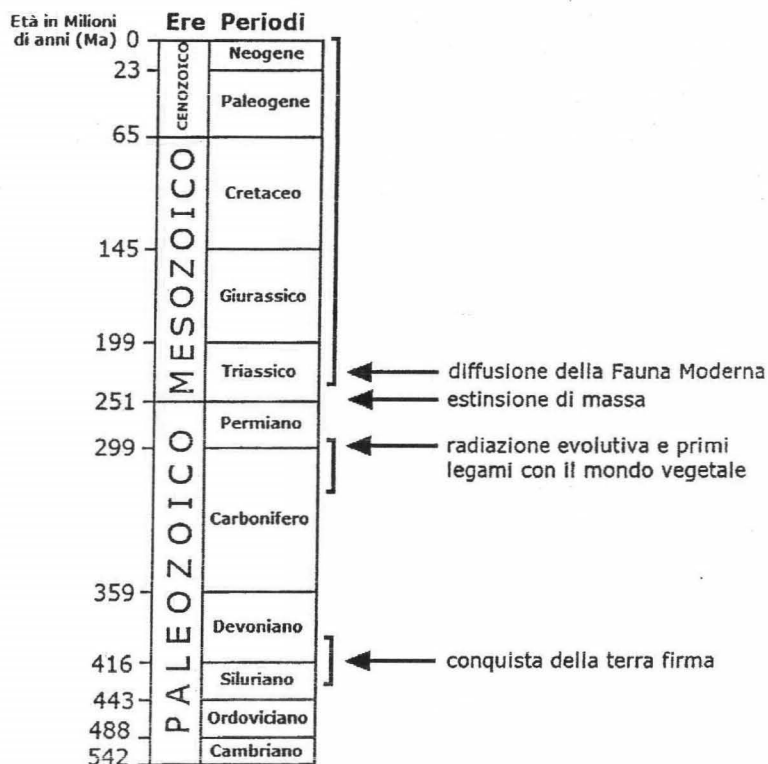 Età in Milioni
di anni (Ma)
Ere Periodi
0
Neogene
23
CENOZOICO
Paleogene
65
Cretaceo
145
MESOZOICO
Giurassico
199
Triassico
diffusione della Fauna Moderna
251
estinsione di massa
Permiano
299
radiazione evolutiva e primi
legami con il mondo vegetale
Carbonifero
PALEOZOICO
359
Devoniano
416
conquista della terra firma
Siluriano
443
Ordoviciano
488
Cambriano
542